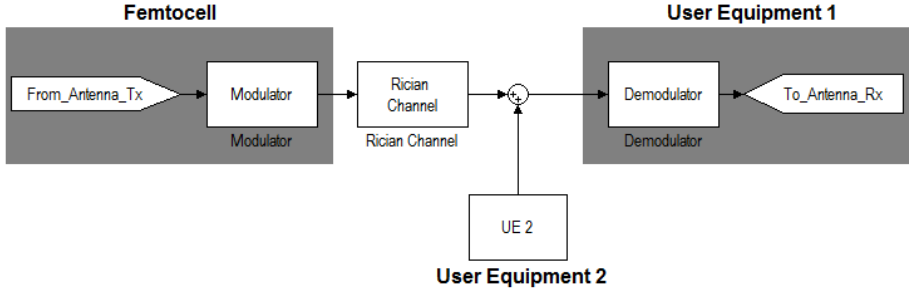 Femtocell
User Equipment 1
From_Antenna_Tx
Modulator
Modulator
Rician
Channel
Rician Channel
Demodulator
Demodulator
To_Antenna_Rx
UE 2
User Equipment 2